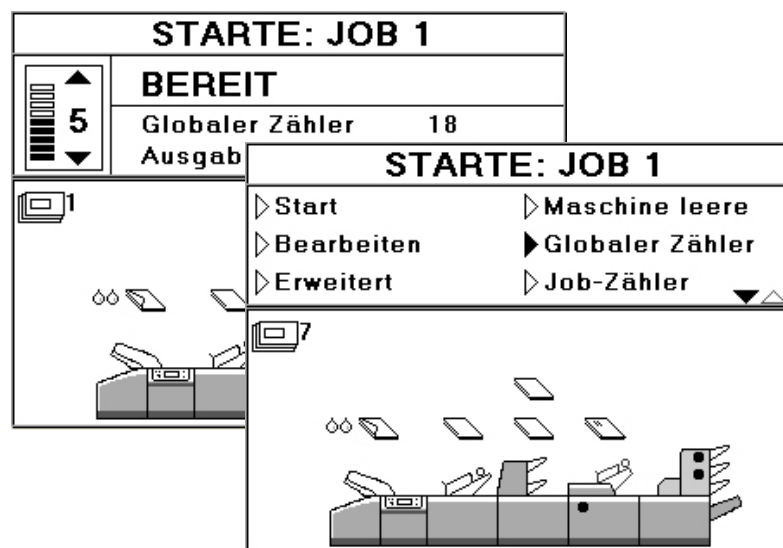 STARTE: JOB 1
BEREIT
5
Globaler Zähler 18
Ausgab
1
STARTE: JOB 1
Start
Maschine leere
Bearbeiten
Globaler Zähler
Erweitert
Job-Zähler
7